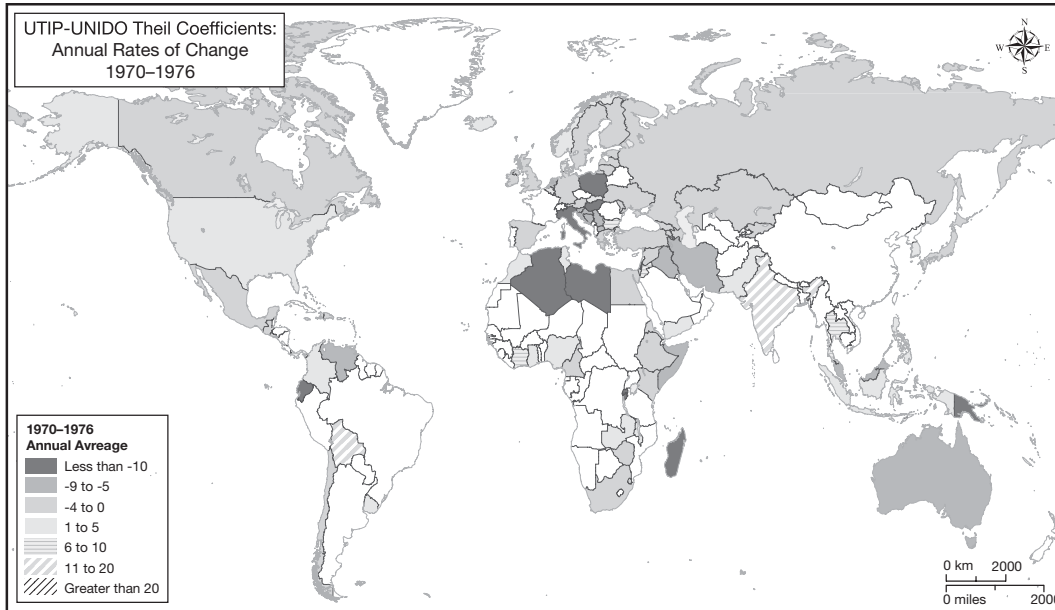 UTIP-UNIDO Theil Coefficients:
Annual Rates of Change
1970–1976
N
W E
S
1970–1976
Annual Avreage
Less than -10
-9 to -5
-4 to 0
1 to 5
6 to 10
11 to 20
Greater than 20
0 km 2000
0 miles 2000